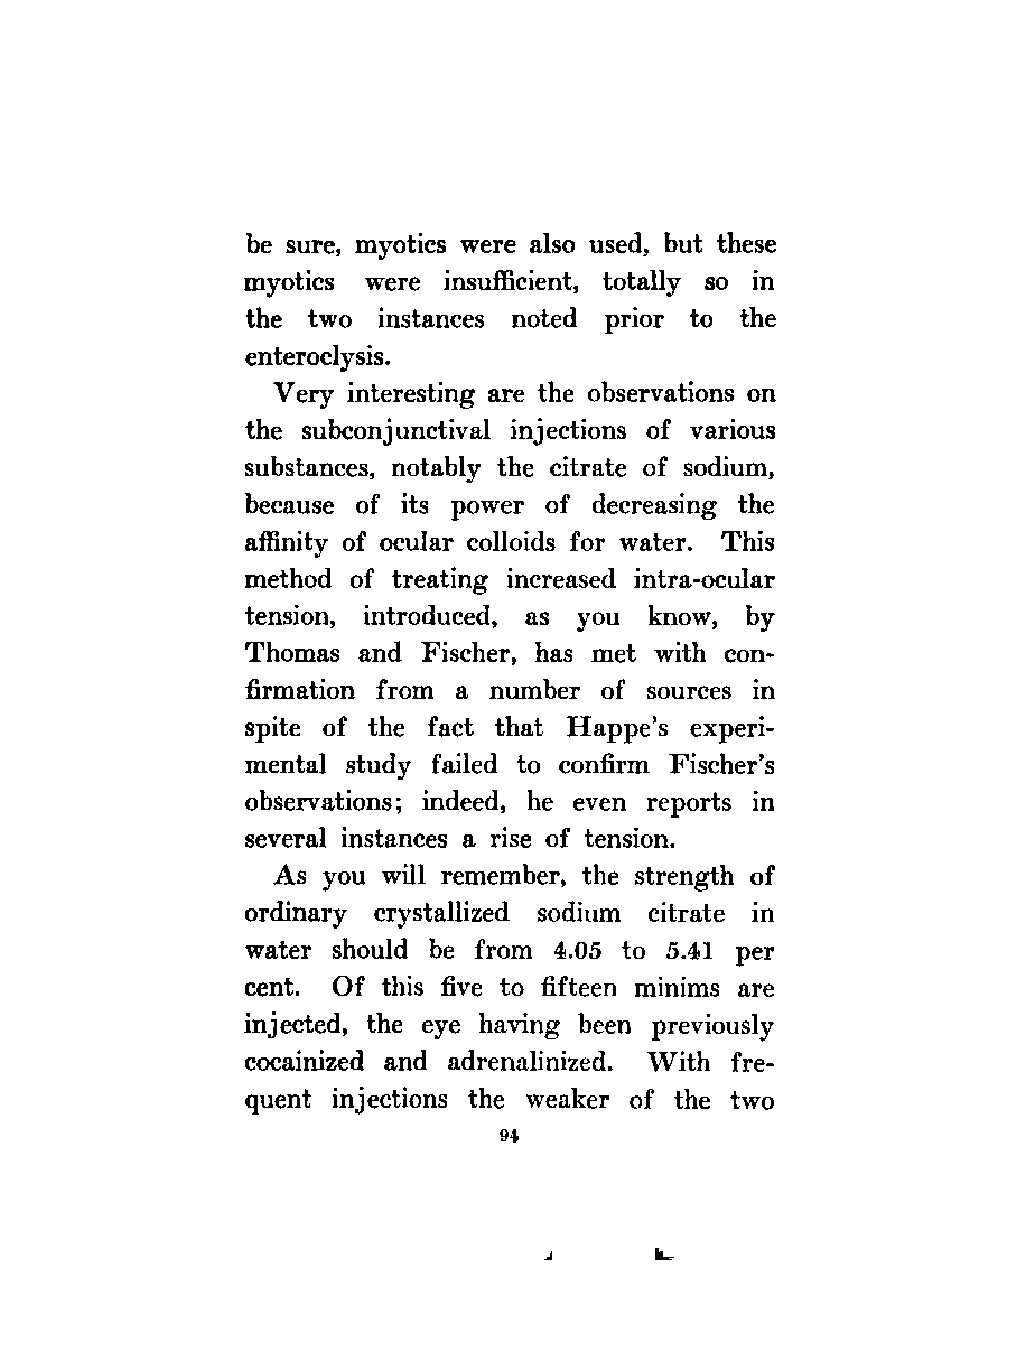 be sure, myotics were also used, but these
myotics were insufficient, totally so in
the two instances noted prior to the
enteroclysis.
Very interesting are the observations on
the subconjunctival injections of various
substances, notably the citrate of sodium,
because of its power of decreasing the
affinity of ocular colloids for water. This
method of treating increased intra-ocular
tension, introduced, as you know, by
Thomas and Fischer, has met with con-
firmation from a number of sources in
spite of the fact that Happe's experi-
mental study failed to confirm Fischer's
observations; indeed, he even reports in
several instances a rise of tension.
As you will remember, the strength of
ordinary crystallized sodium citrate in
water should be from 4.05 to 5.41 per
cent. Of this five to fifteen minims are
injected, the eye having been previously
cocainized and adrenalinized. With fre-
quent injections the weaker of the two
94